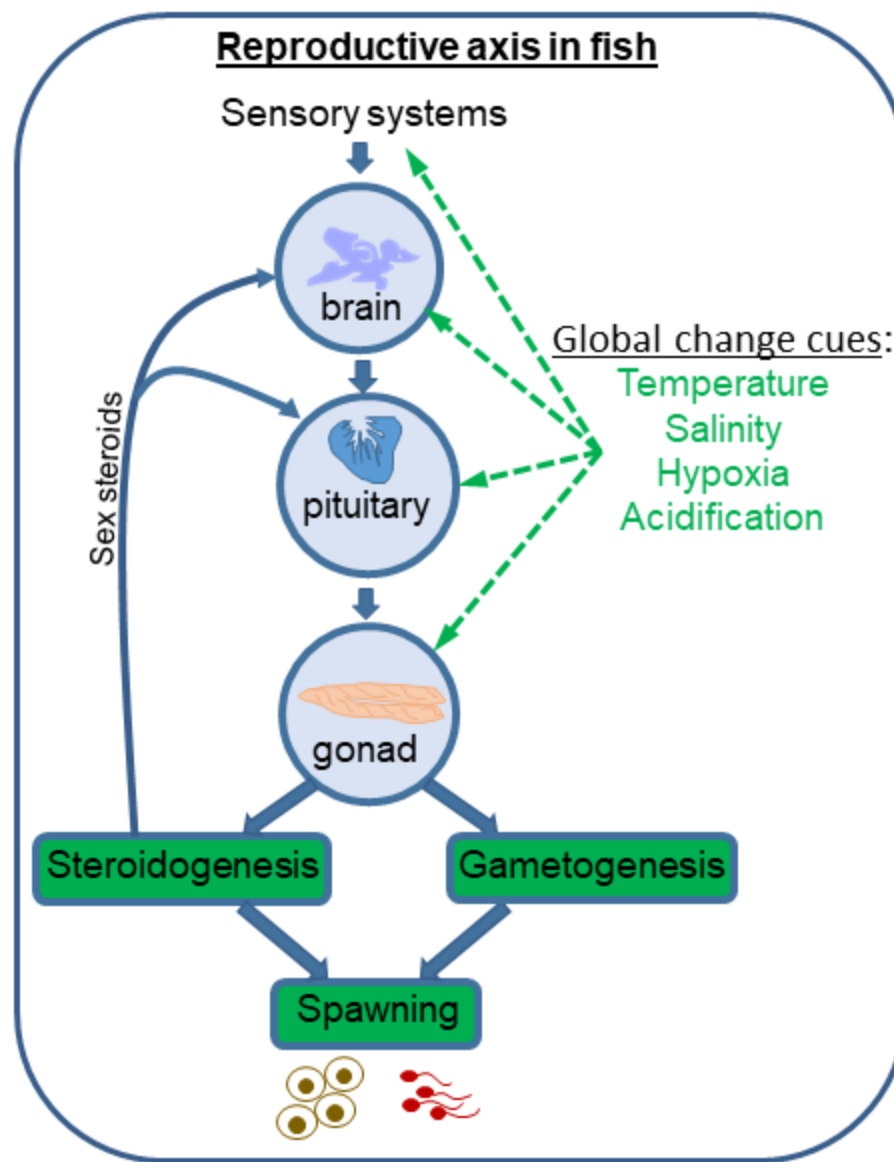 Reproductive axis in fish
Sensory systems
brain
Global change cues:
Temperature
Salinity
Hypoxia
Acidification
Sex steroids
pituitary
gonad
Steroidogenesis
Gametogenesis
Spawning